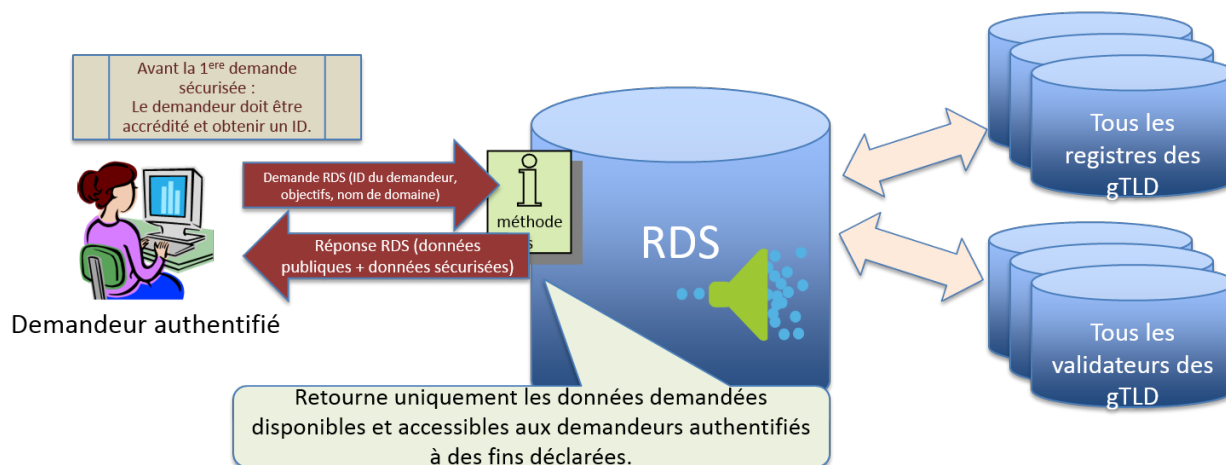 Avant la 1ere demande
sécurisée :
Le demandeur doit être
accrédité et obtenir un ID.
Demande RDS (ID du demandeur,
objectifs, nom de domaine)
méthode
s
Réponse RDS (données
publiques + données sécurisées)
Demandeur authentifié
RDS
Tous les
registres des
gTLD
Tous les
validateurs des
gTLD
Retourne uniquement les données demandées
disponibles et accessibles aux demandeurs authentifiés
à des fins déclarées.